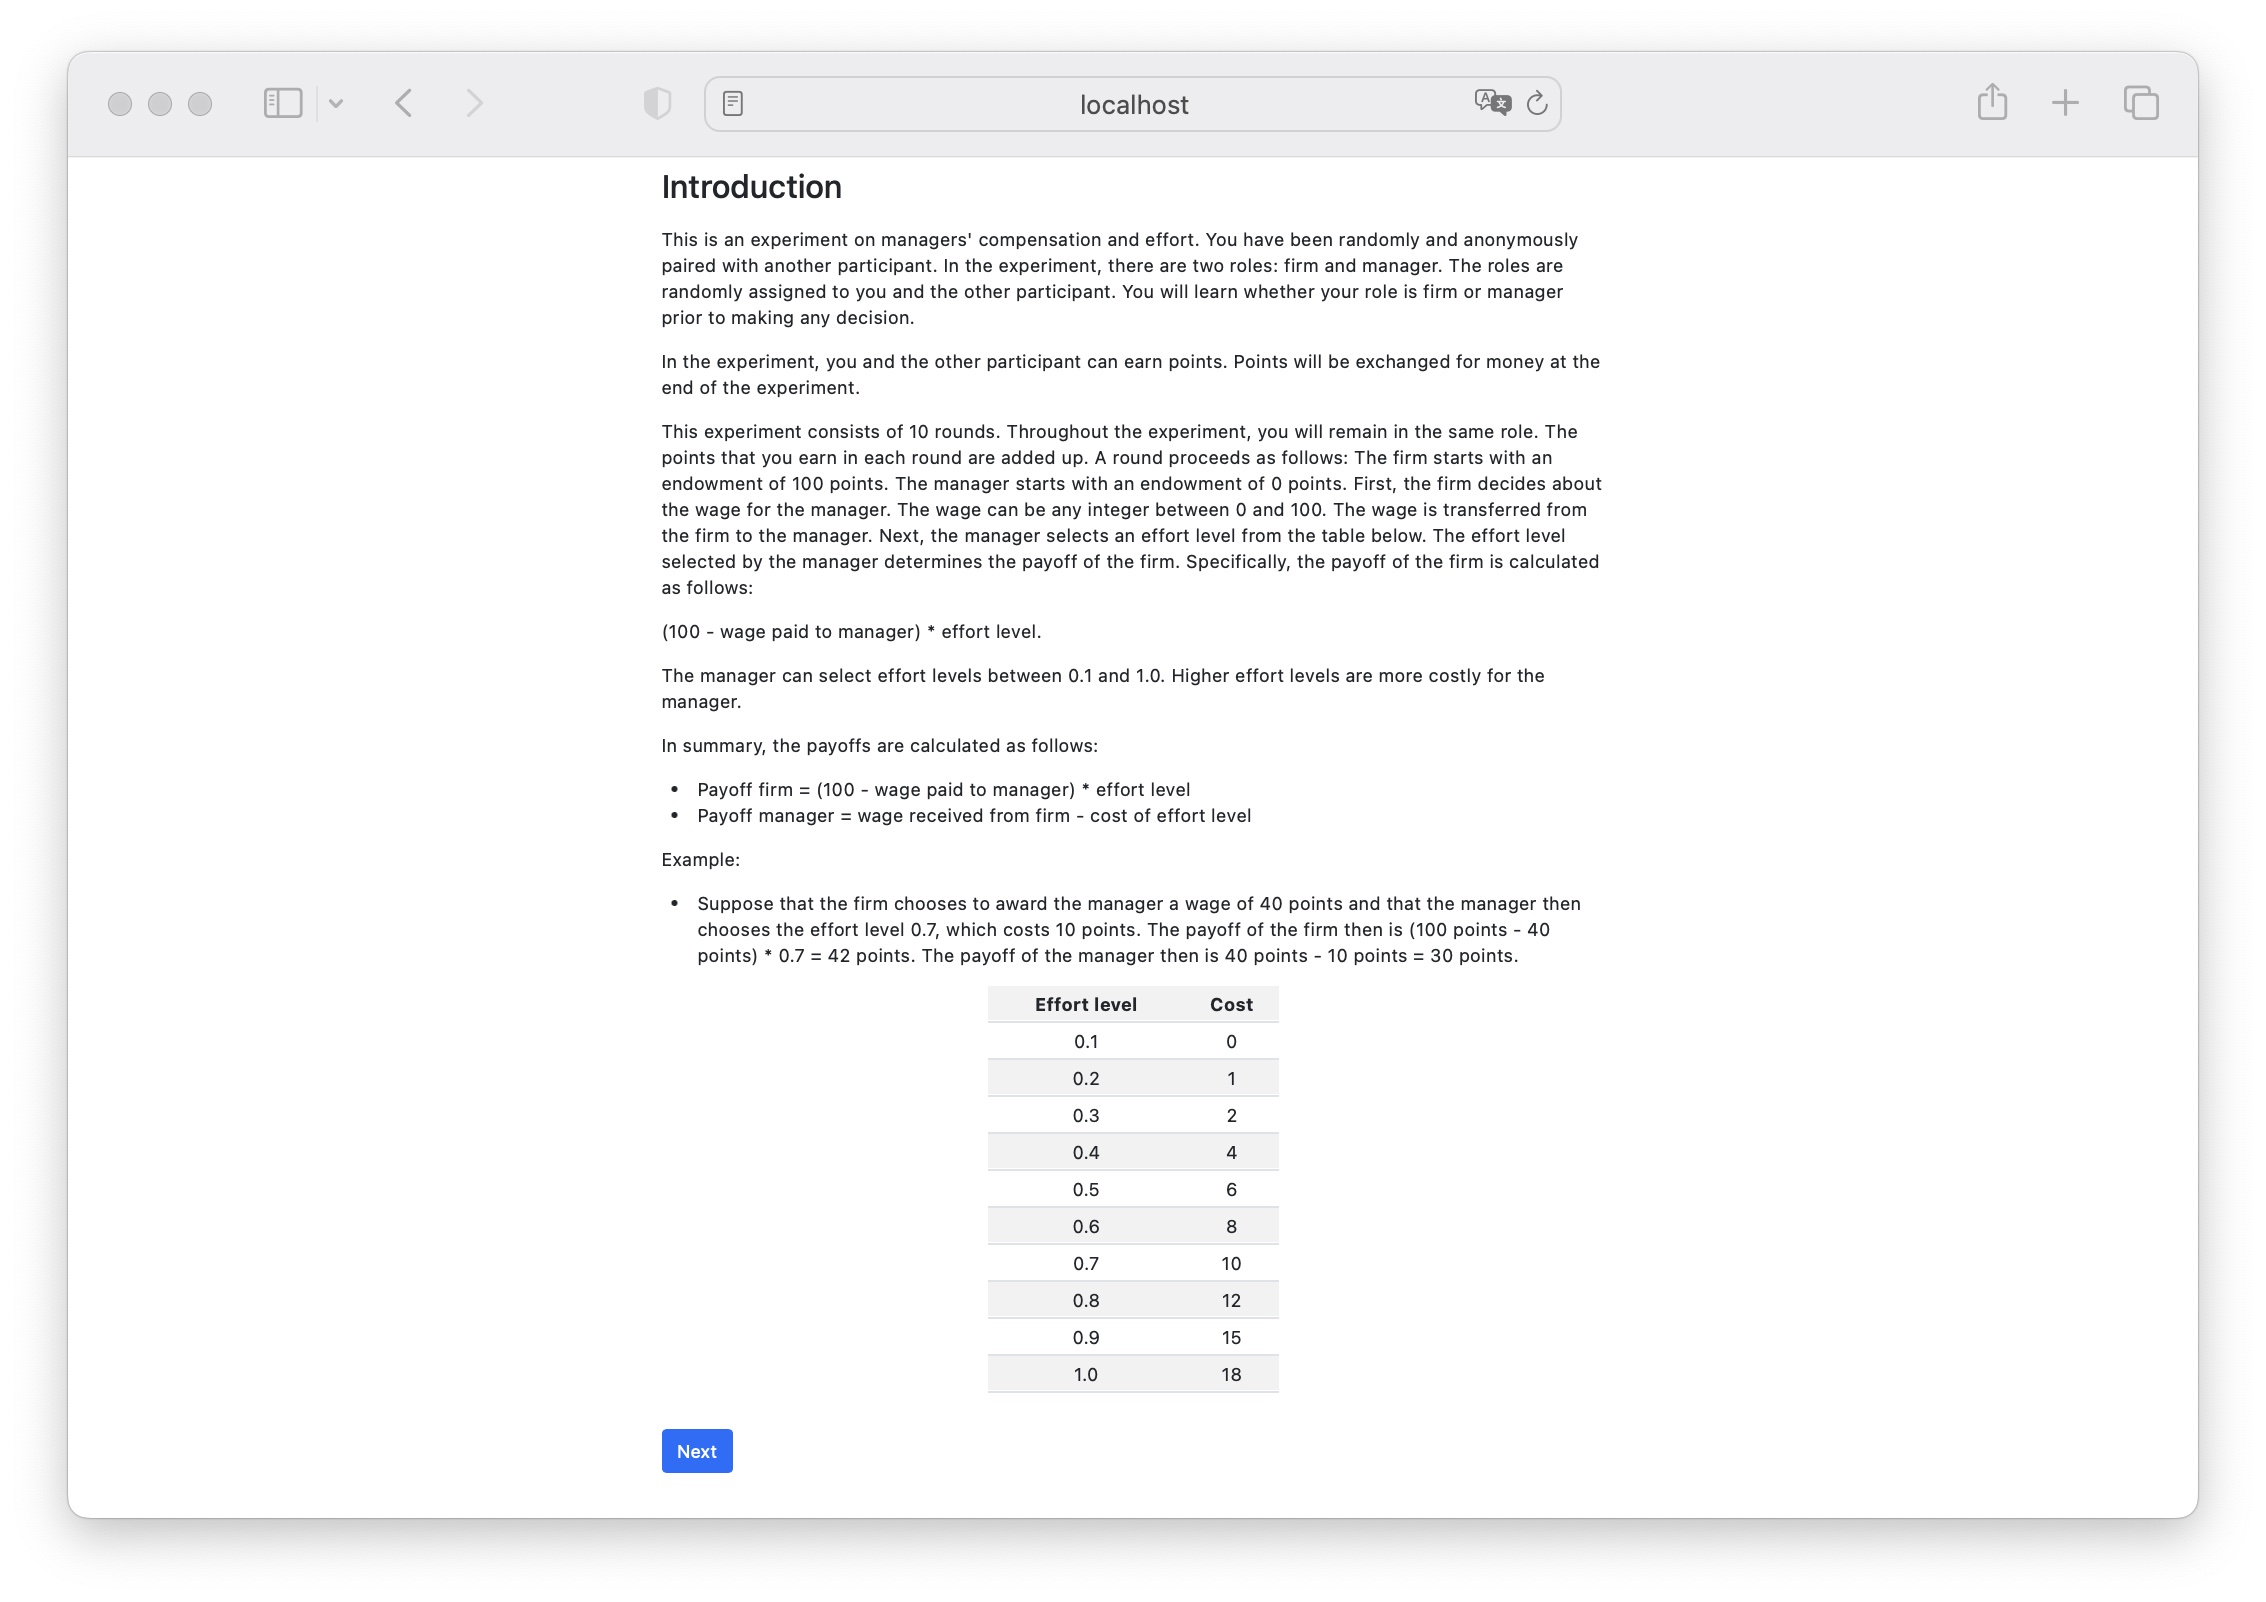 localhost
Introduction
This is an experiment on managers' compensation and effort. You have been randomly and anonymously
paired with another participant. In the experiment, there are two roles: firm and manager. The roles are
randomly assigned to you and the other participant. You will learn whether your role is firm or manager
prior to making any decision.
In the experiment, you and the other participant can earn points. Points will be exchanged for money at the
end of the experiment.
This experiment consists of 10 rounds. Throughout the experiment, you will remain in the same role. The
points that you earn in each round are added up. A round proceeds as follows: The firm starts with an
endowment of 100 points. The manager starts with an endowment of 0 points. First, the firm decides about
the wage for the manager. The wage can be any integer between 0 and 100. The wage is transferred from
the firm to the manager. Next, the manager selects an effort level from the table below. The effort level
selected by the manager determines the payoff of the firm. Specifically, the payoff of the firm is calculated
as follows:
(100 - wage paid to manager) * effort level.
The manager can select effort levels between 0.1 and 1.0. Higher effort levels are more costly for the
manager.
In summary, the payoffs are calculated as follows:
• Payoff firm = (100 - wage paid to manager) * effort level
• Payoff manager = wage received from firm - cost of effort level
Example:
• Suppose that the firm chooses to award the manager a wage of 40 points and that the manager then
chooses the effort level 0.7, which costs 10 points. The payoff of the firm then is (100 points - 40
points) * 0.7 = 42 points. The payoff of the manager then is 40 points - 10 points = 30 points.
Effort level Cost
0.1 0
0.2 1
0.3 2
0.4 4
0.5 6
0.6 8
0.7 10
0.8 12
0.9 15
1.0 18
Next